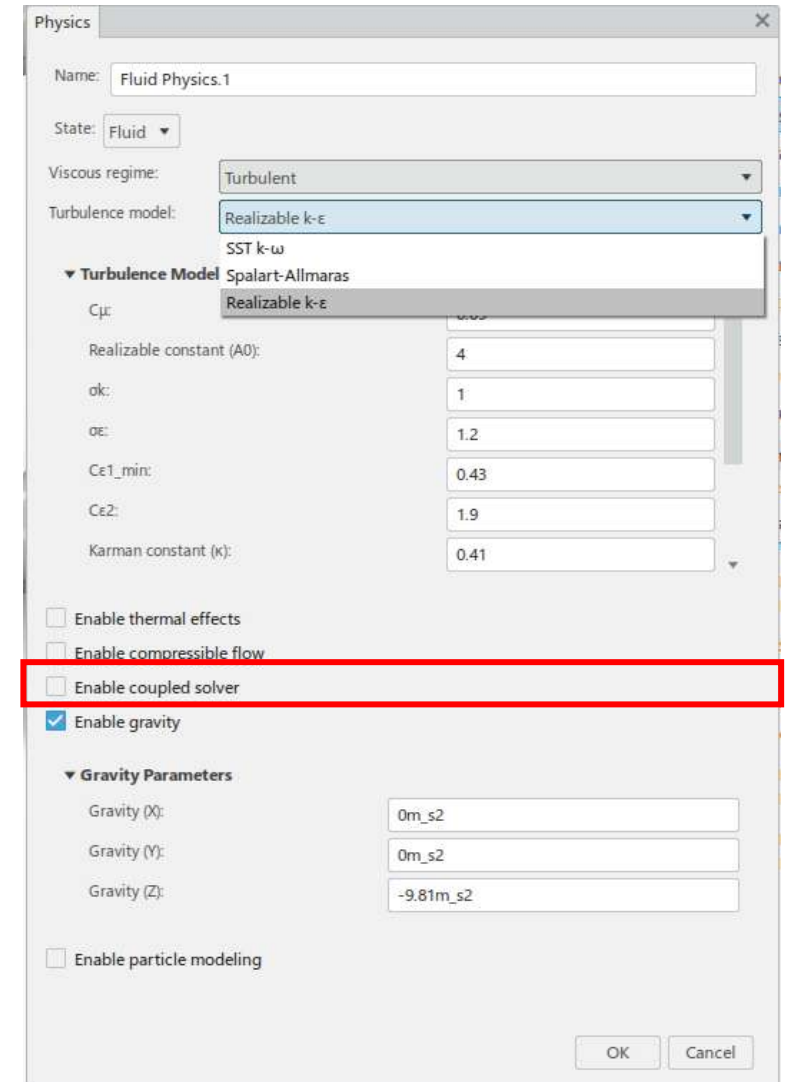 Physics
Name: Fluid Physics.1
State: Fluid
Viscous regime: Turbulent
Turbulence model: Realizable k-ε
SST k-ω
Spalart-Allmaras
Realizable k-ε
Turbulence Model
Cμ:
Realizable constant (A0): 4
σk: 1
σε: 1.2
Cε1_min: 0.43
Cε2: 1.9
Karman constant (κ): 0.41
Enable thermal effects
Enable compressible flow
Enable coupled solver
Enable gravity
Gravity Parameters
Gravity (X): 0m_s2
Gravity (Y): 0m_s2
Gravity (Z): -9.81m_s2
Enable particle modeling
OK Cancel